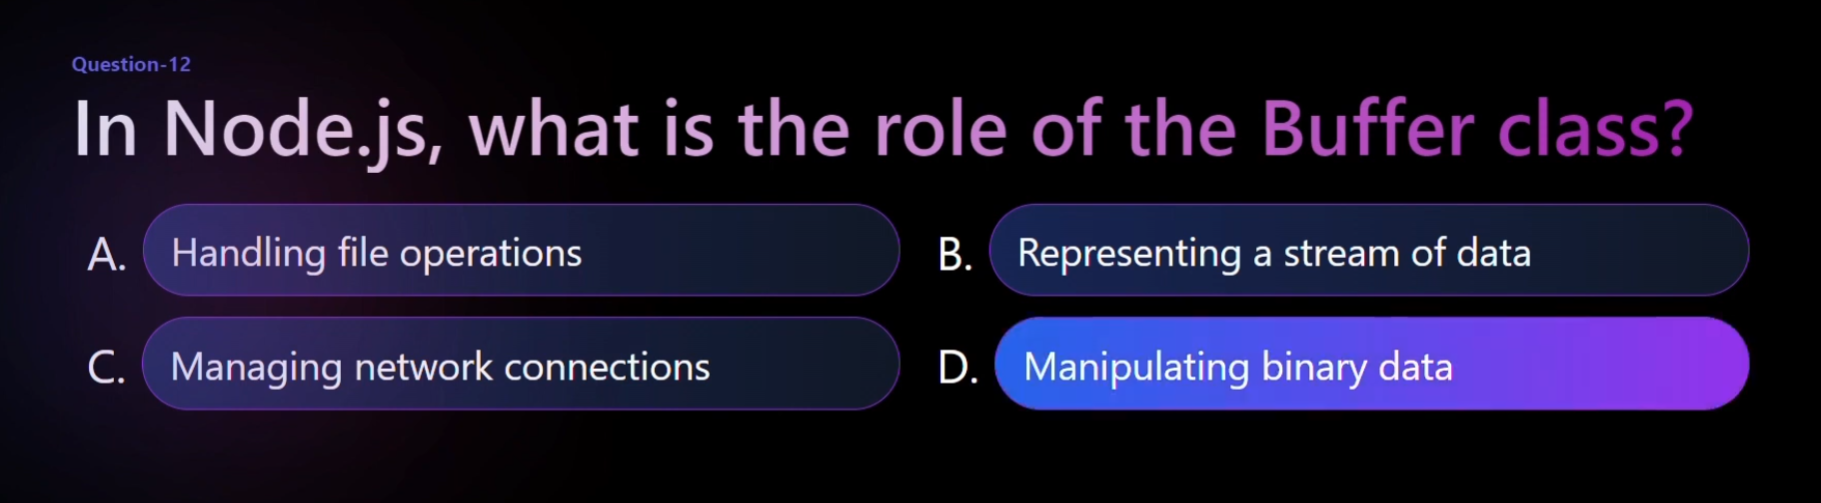 Question-12
In Node.js, what is the role of the Buffer class?
A. Handling file operations
B. Representing a stream of data
C. Managing network connections
D. Manipulating binary data